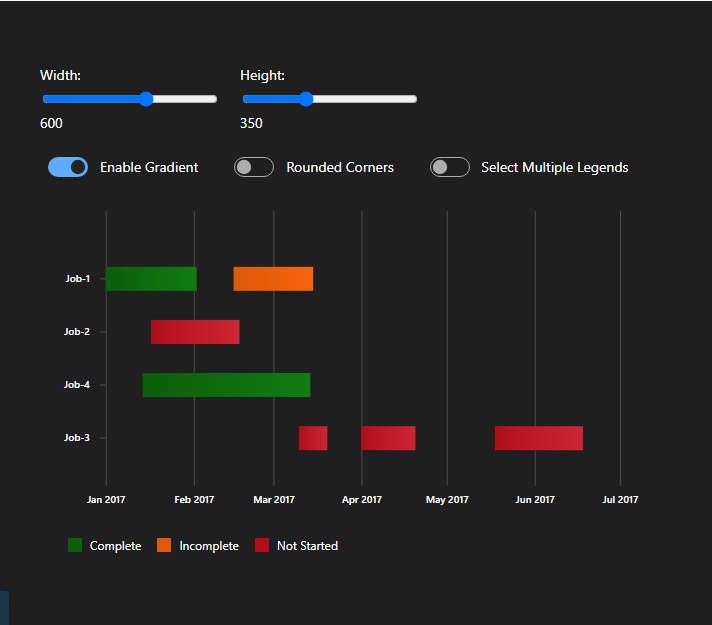 Width: Height:
600 350
Enable Gradient Rounded Corners Select Multiple Legends
Job-1
Job-2
Job-4
Job-3
Jan 2017 Feb 2017 Mar 2017 Apr 2017 May 2017 Jun 2017 Jul 2017
Complete Incomplete Not Started